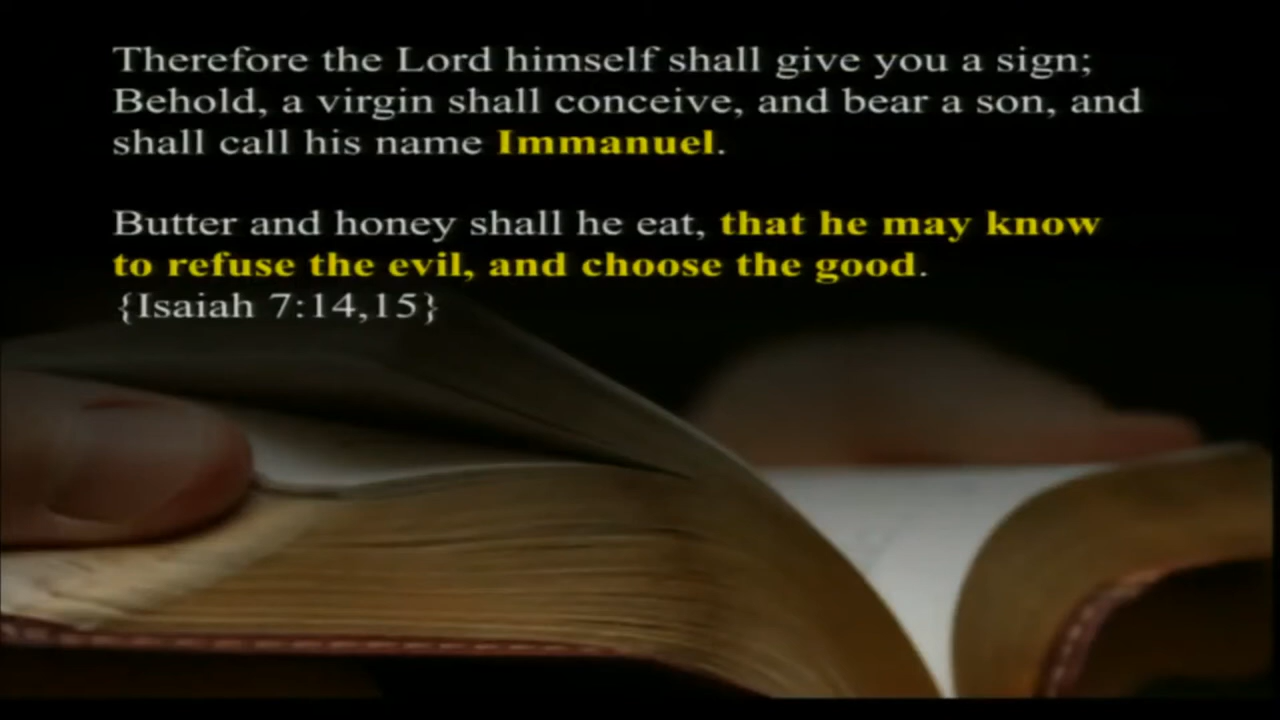 Therefore the Lord himself shall give you a sign;
Behold, a virgin shall conceive, and bear a son, and
shall call his name Immanuel.
Butter and honey shall he eat, that he may know
to refuse the evil, and choose the good.
{Isaiah 7:14,15}